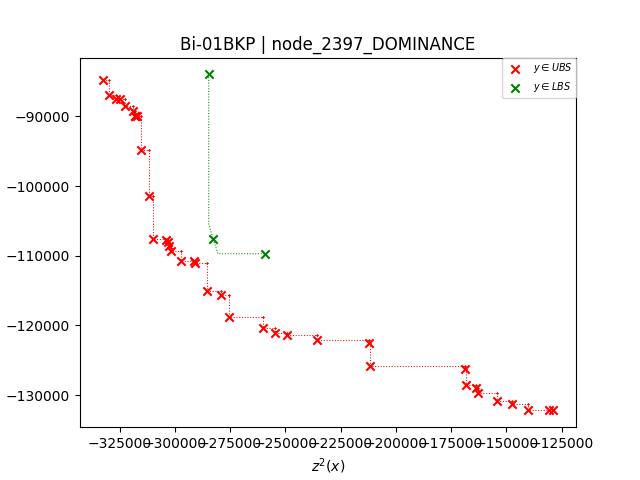 Bi-01BKP | node_2397_DOMINANCE
y ∈ UBS
y ∈ LBS
−90000
−100000
−110000
−120000
−130000
−325000−300000−275000−250000−225000−200000−175000−150000−125000
z²(x)